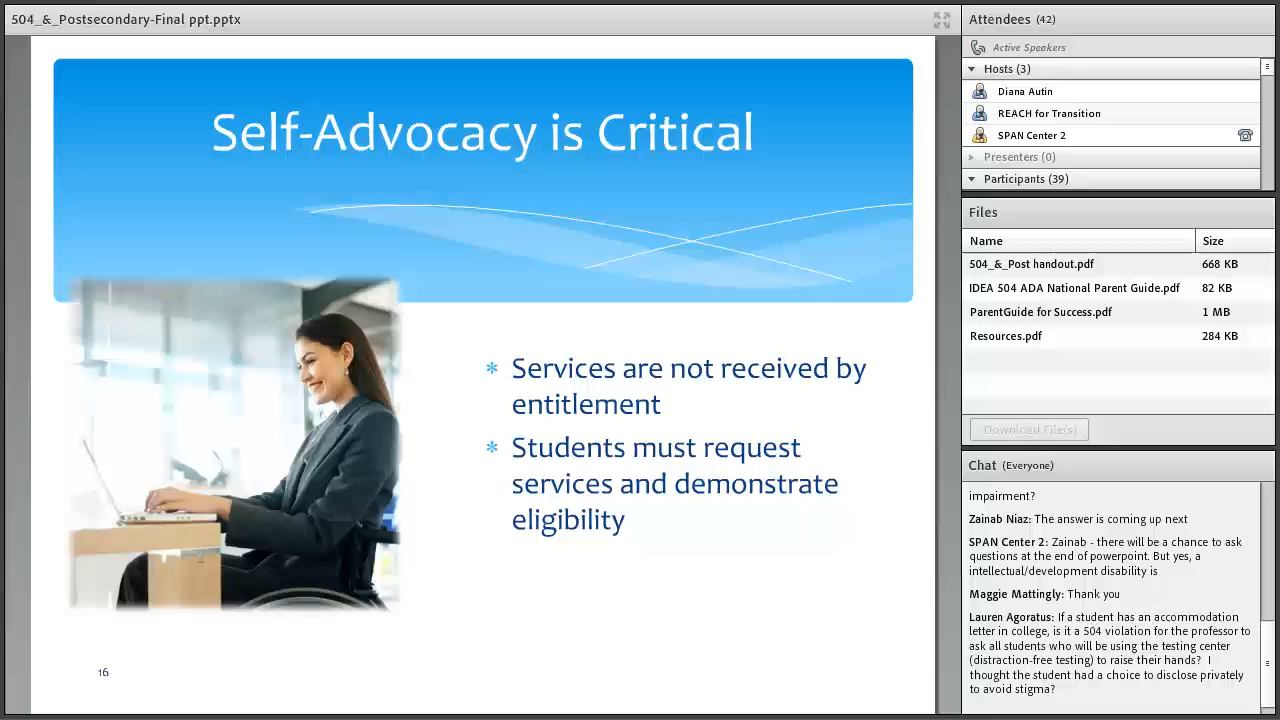 504_&_Postsecondary-Final ppt.pptx
Self-Advocacy is Critical
* Services are not received by
entitlement
* Students must request
services and demonstrate
eligibility
16
Attendees (42)
Active Speakers
Hosts (3)
Diana Autin
REACH for Transition
SPAN Center 2
Presenters (0)
Participants (39)
Files
Name Size
504_&_Post handout.pdf 668 KB
IDEA 504 ADA National Parent Guide.pdf 82 KB
ParentGuide for Success.pdf 1 MB
Resources.pdf 284 KB
Download File(s)
Chat (Everyone)
impairment?
Zainab Niaz: The answer is coming up next
SPAN Center 2: Zainab - there will be a chance to ask
questions at the end of powerpoint. But yes, a
intellectual/development disability is
Maggie Mattingly: Thank you
Lauren Agoratus: If a student has an accommodation
letter in college, is it a 504 violation for the professor to
ask all students who will be using the testing center
(distraction-free testing) to raise their hands? I
thought the student had a choice to disclose privately
to avoid stigma?